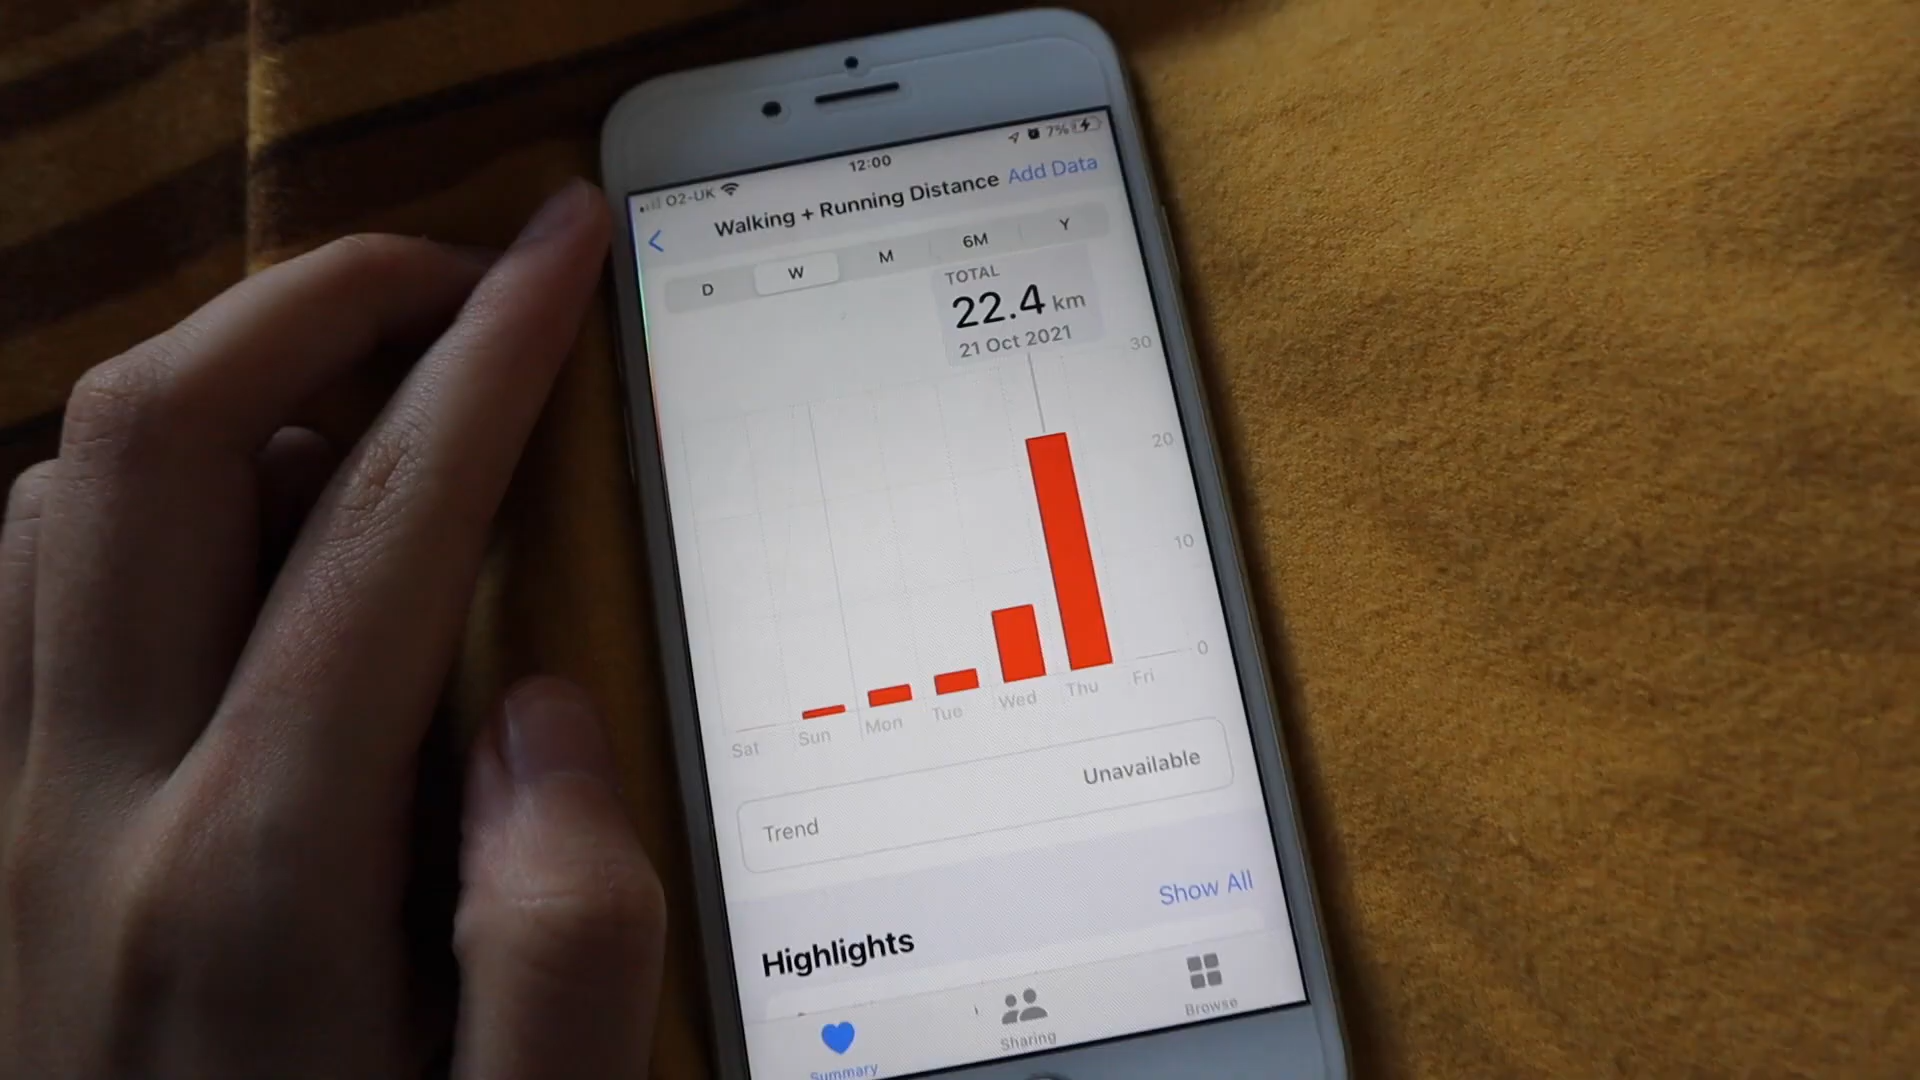 O2-UK 12:00 7%
Walking + Running Distance Add Data
D W M 6M Y
TOTAL
22.4 km
21 Oct 2021
30
20
10
0
Sat Sun Mon Tue Wed Thu Fri
Trend Unavailable
Highlights Show All
Summary Sharing Browse